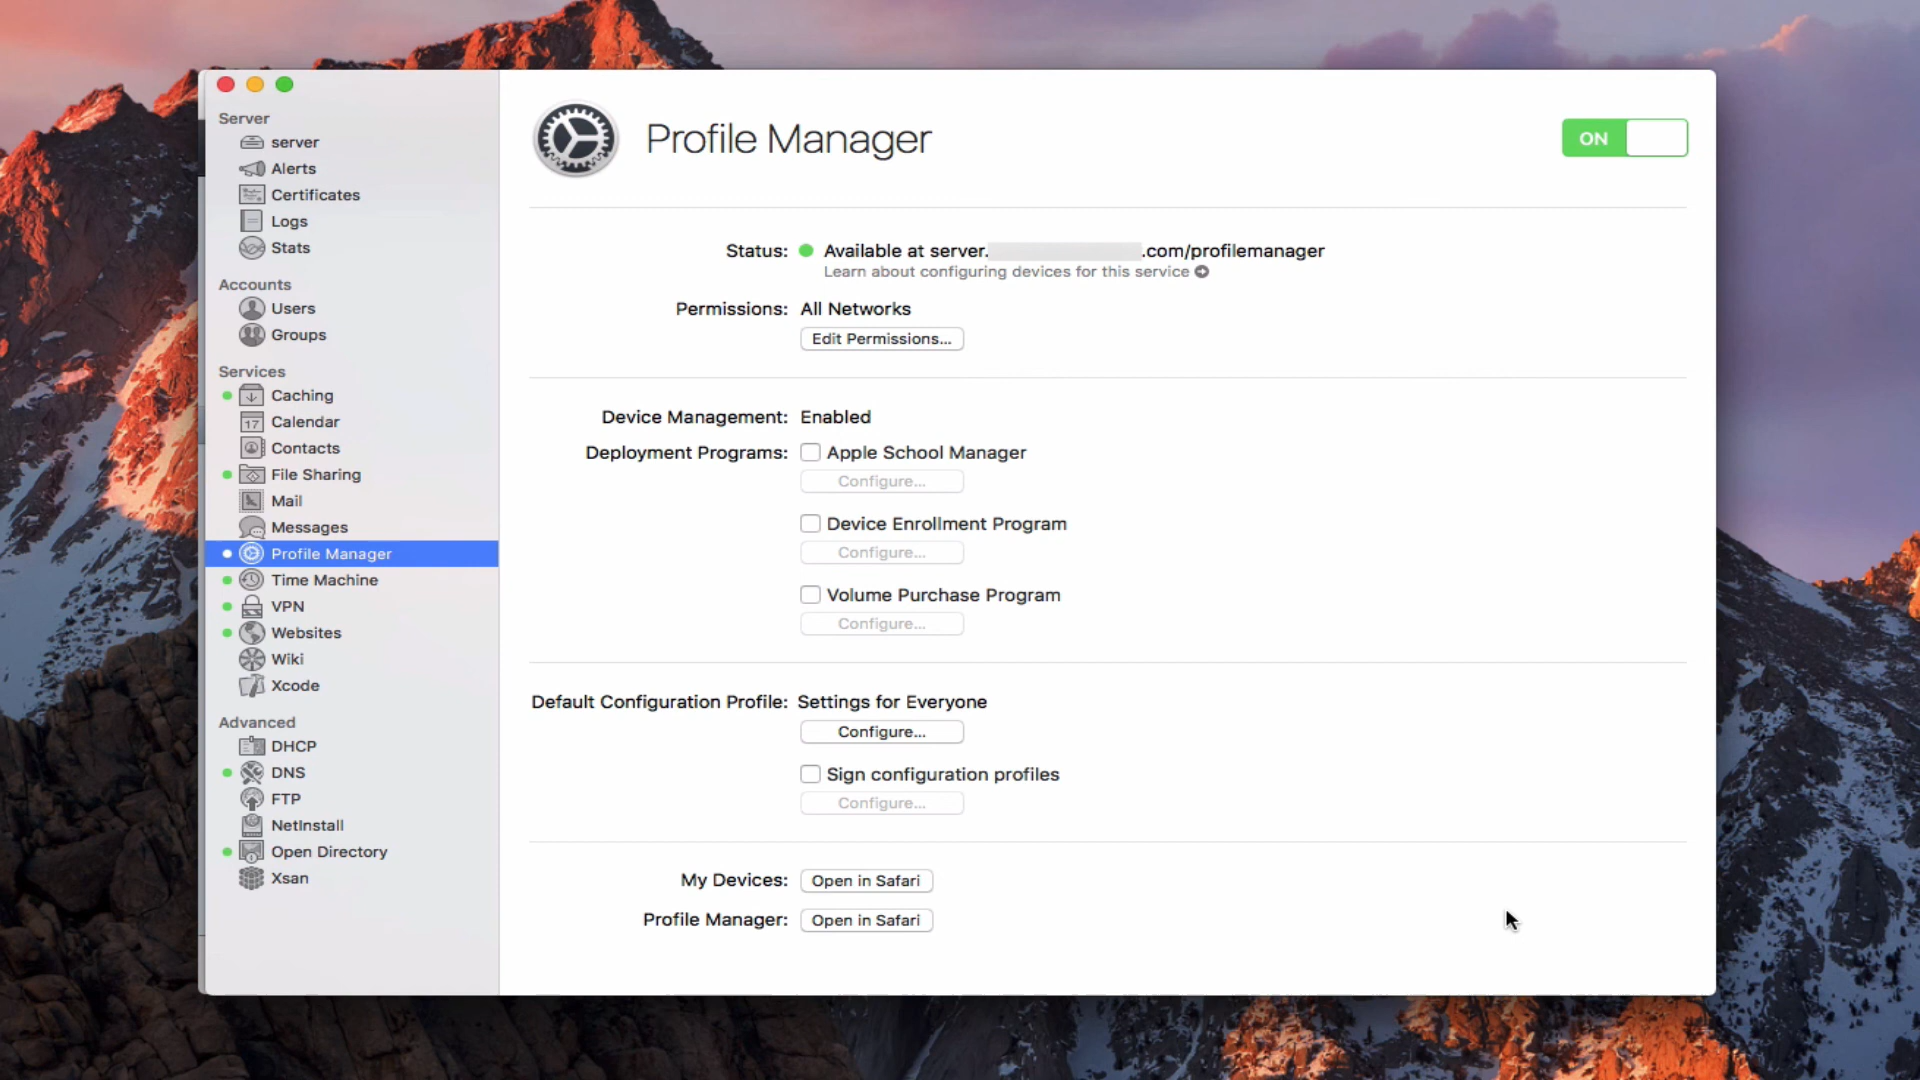 Server
server
Alerts
Certificates
Logs
Stats
Accounts
Users
Groups
Services
Caching
17
Calendar
Contacts
File Sharing
Mail
Messages
Profile Manager
Time Machine
VPN
Websites
Wiki
Xcode
Advanced
DHCP
DNS
FTP
NetInstall
Open Directory
Xsan
Profile Manager
ON
Status: Available at server. .com/profilemanager
Learn about configuring devices for this service
Permissions: All Networks
Edit Permissions...
Device Management: Enabled
Deployment Programs: Apple School Manager
Configure...
Device Enrollment Program
Configure...
Volume Purchase Program
Configure...
Default Configuration Profile: Settings for Everyone
Configure...
Sign configuration profiles
Configure...
My Devices: Open in Safari
Profile Manager: Open in Safari